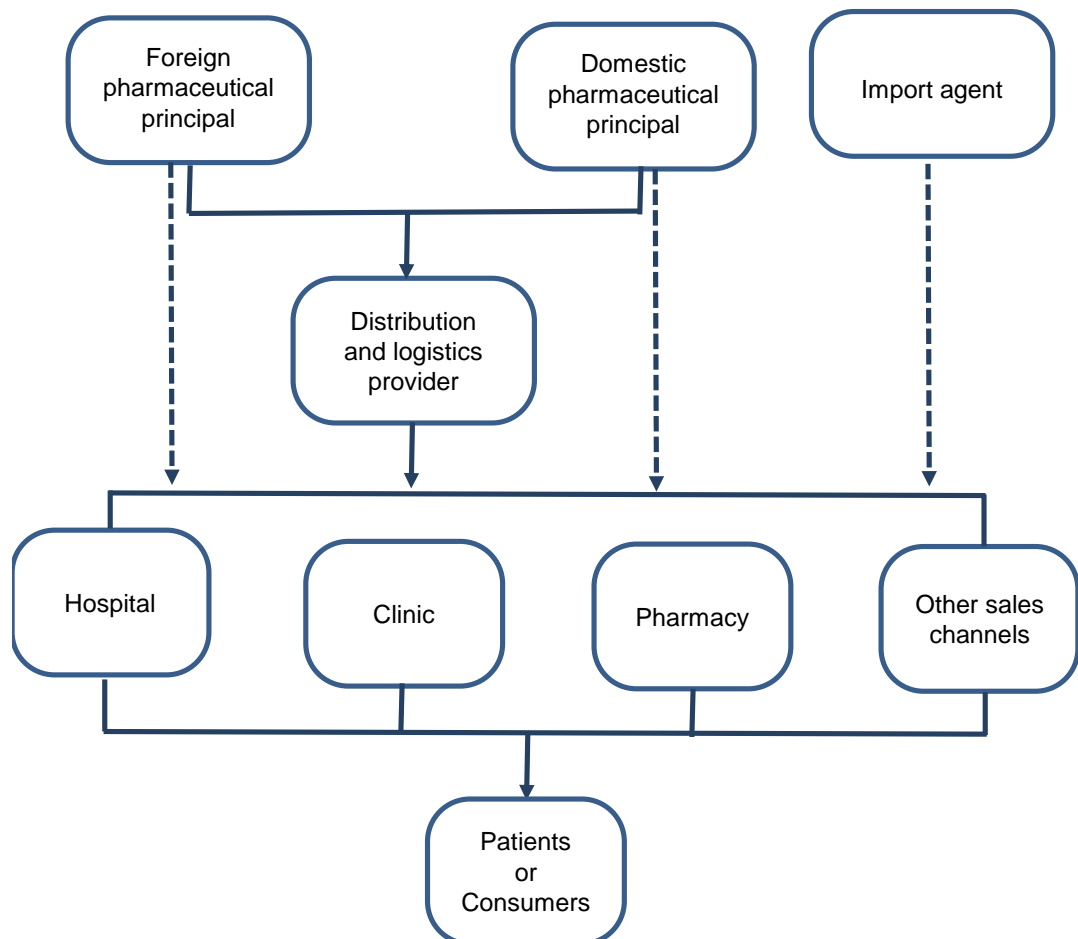 Foreign
pharmaceutical
principal
Domestic
pharmaceutical
principal
Import agent
Distribution
and logistics
provider
Hospital
Clinic
Pharmacy
Other sales
channels
Patients
or
Consumers